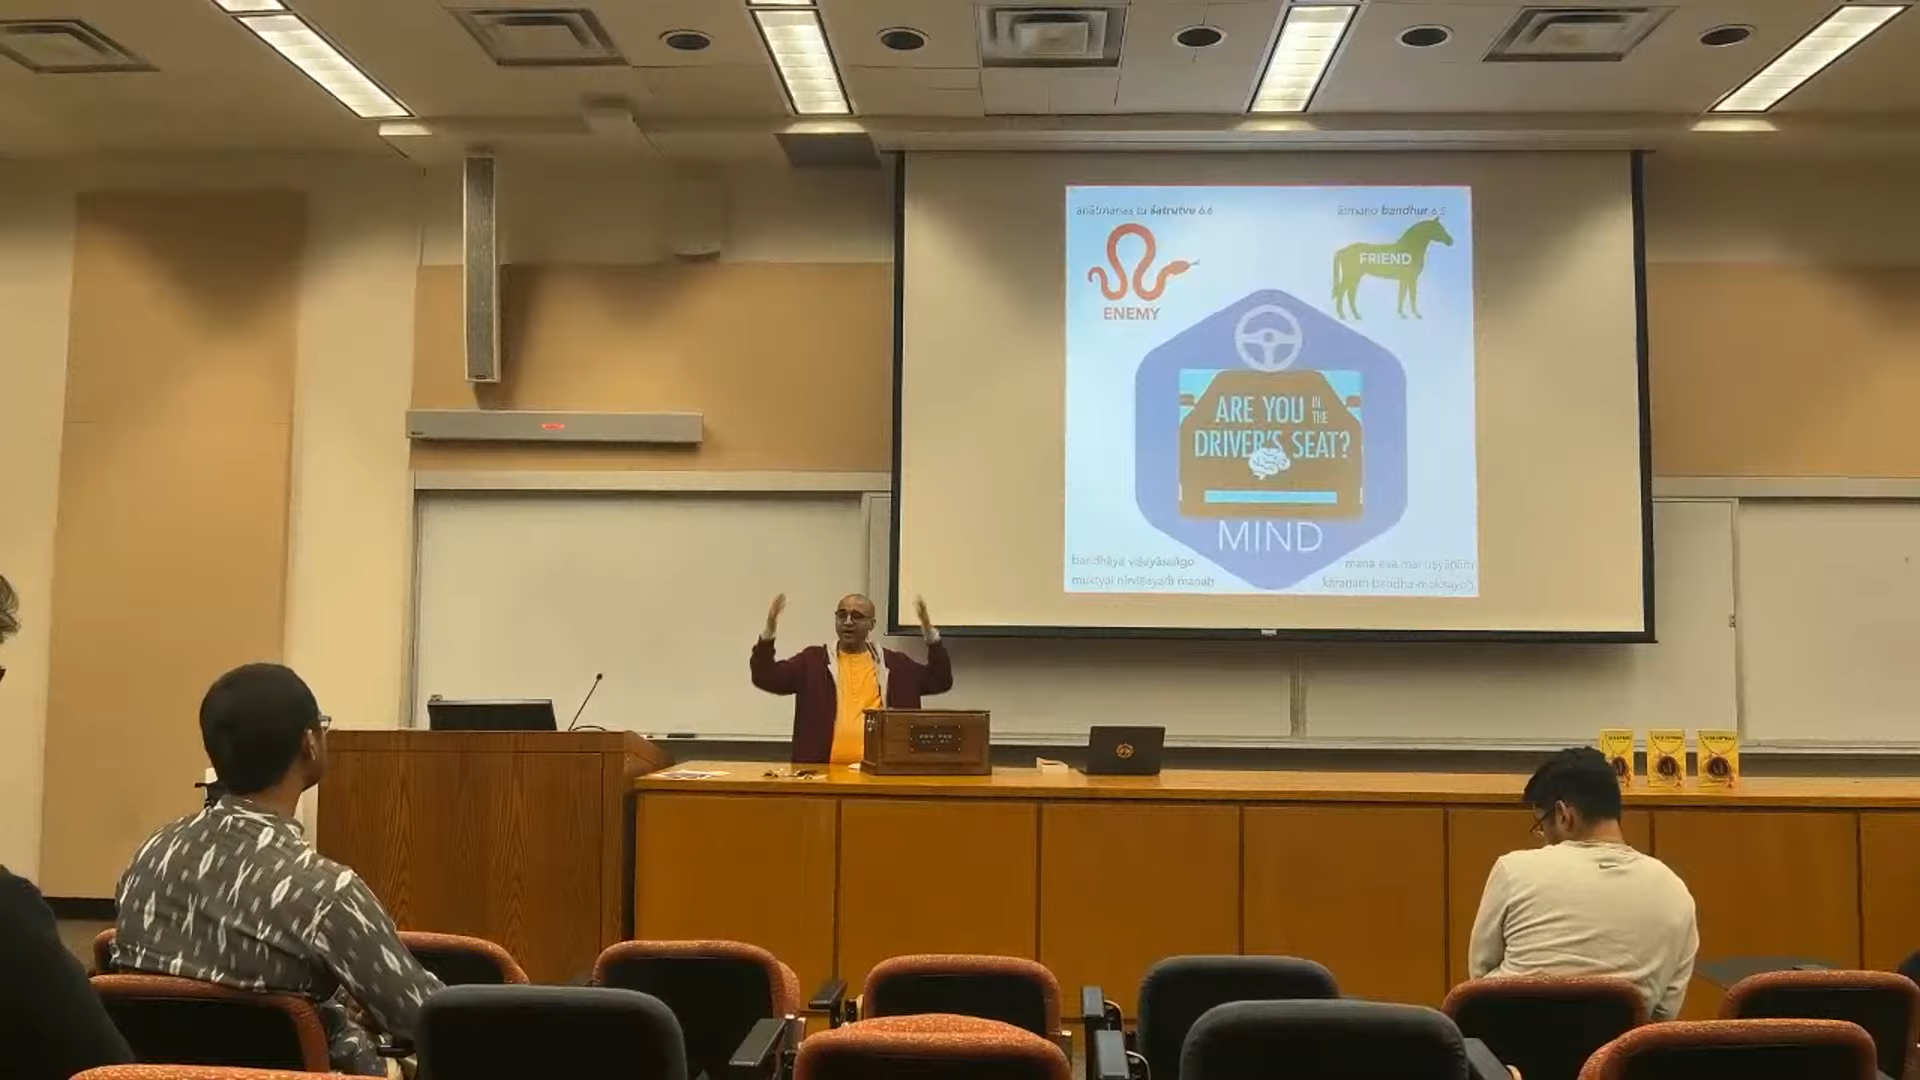 anātmanas tu śatrutve 6.6
ātmano bandhur 6.5
ENEMY
FRIEND
ARE YOU IN THE
DRIVER'S SEAT?
MIND
bandhāya viṣayāsaṅgo
muktyai nirviṣayaṁ manaḥ
mana eva manuṣyāṇāṁ
kāraṇaṁ bandha-mokṣayoḥ